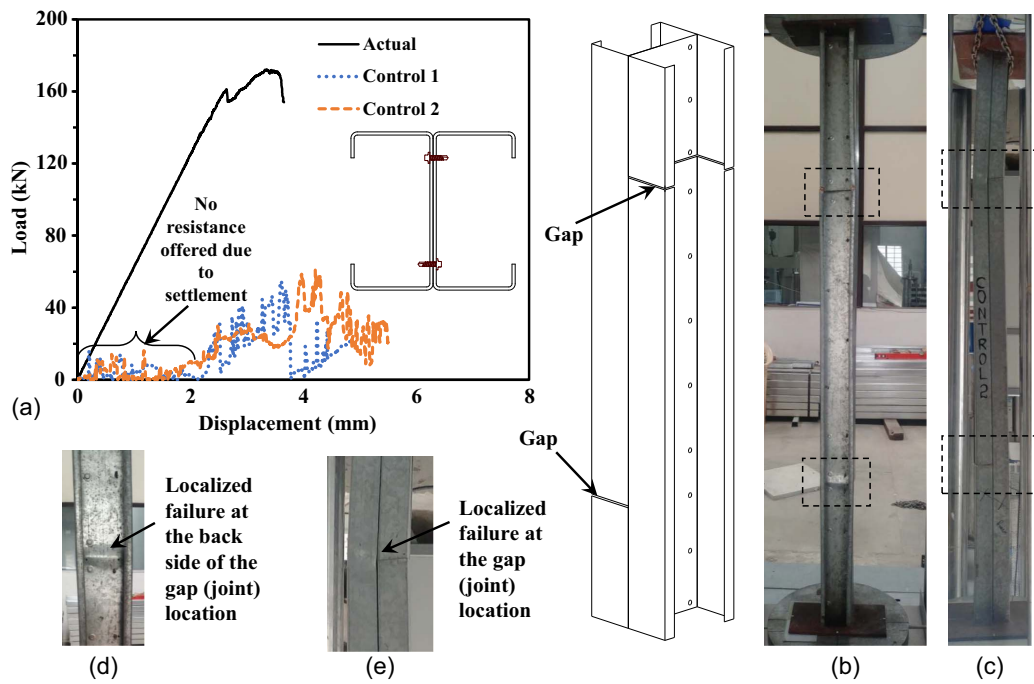 200
160
120
80
40
0
Load (kN)
Actual
Control 1
Control 2
No
resistance
offered due
to
settlement
0
2
4
6
8
Displacement (mm)
(a)
Gap
Gap
CONTROL 2
Localized
failure at
the back
side of the
gap (joint)
location
(d)
Localized
failure at
the gap
(joint)
location
(e)
(b)
(c)